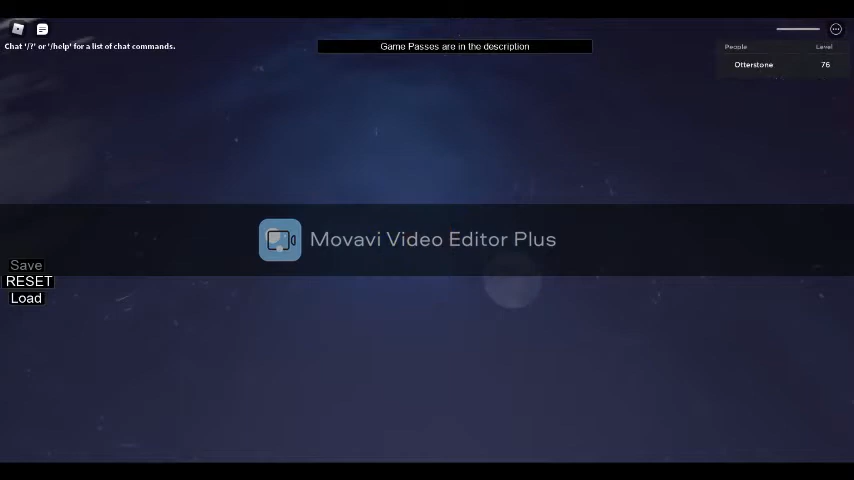 Chat '/?' or '/help' for a list of chat commands.
Game Passes are in the description
People Level
Otterstone 76
Movavi Video Editor Plus
Save
RESET
Load